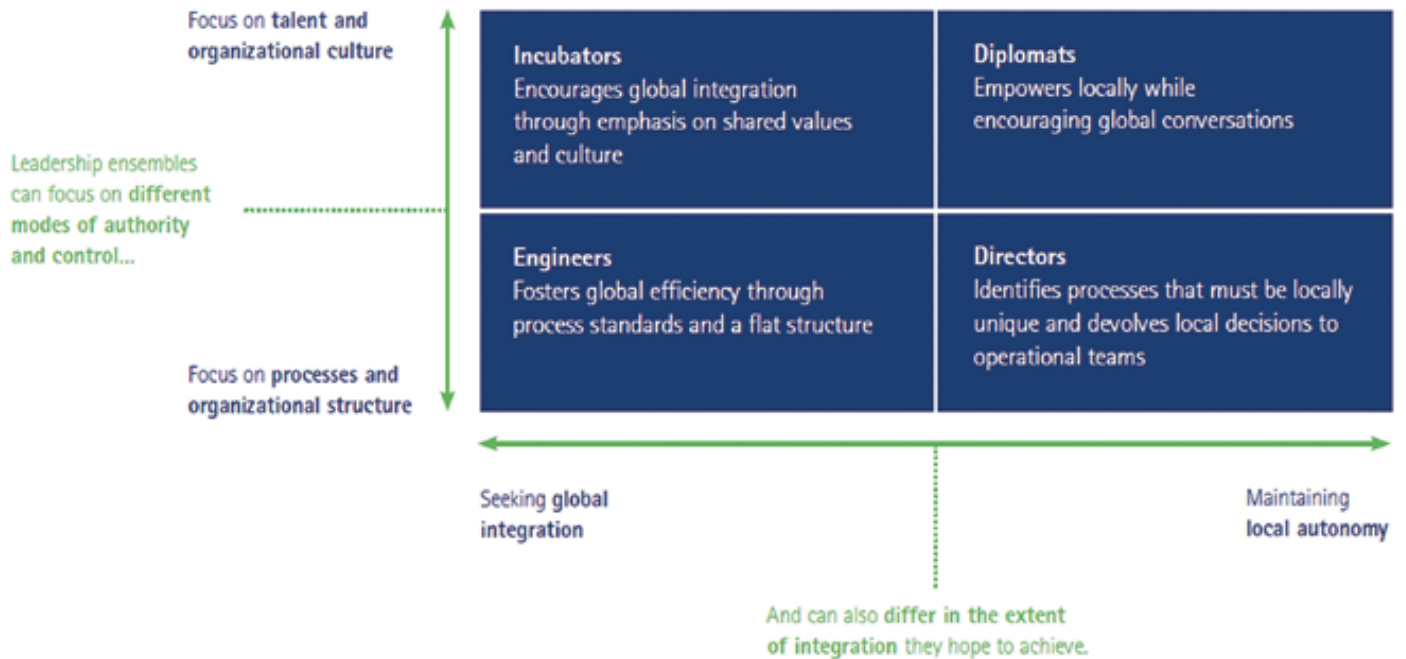 Focus on talent and
organizational culture
Incubators
Encourages global integration
through emphasis on shared values
and culture
Diplomats
Empowers locally while
encouraging global conversations
Leadership ensembles
can focus on different
modes of authority
and control...
Engineers
Fosters global efficiency through
process standards and a flat structure
Directors
Identifies processes that must be locally
unique and devolves local decisions to
operational teams
Focus on processes and
organizational structure
Seeking global
integration
Maintaining
local autonomy
And can also differ in the extent
of integration they hope to achieve.